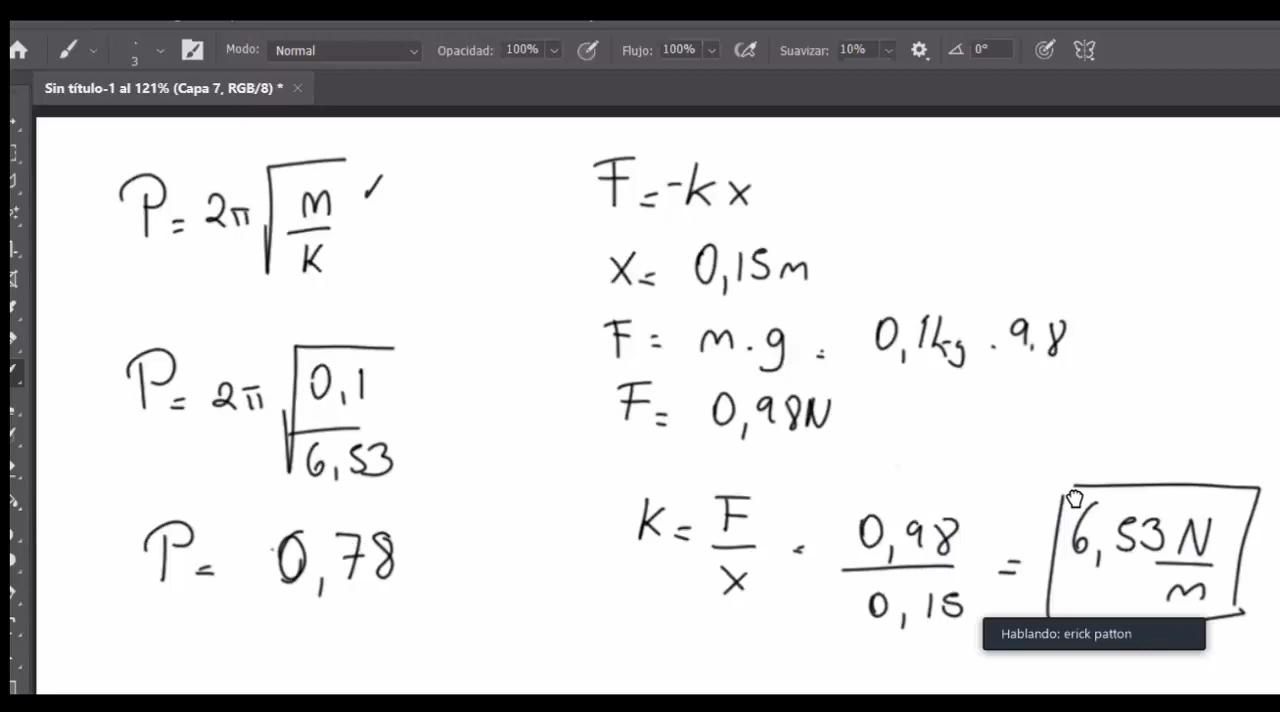 3 Modo: Normal Opacidad: 100% Flujo: 100% Suavizar: 10% 0°
Sin título-1 al 121% (Capa 7, RGB/8) * ×
P = 2π √(m/K) ✓
P = 2π √(0,1/6,53)
P = 0,78
F = -k x
x = 0,15m
F = m.g = 0,1kg . 9.8
F = 0,98N
k = F/x = 0,98/0,15 = 6,53 N/m
Hablando: erick patton